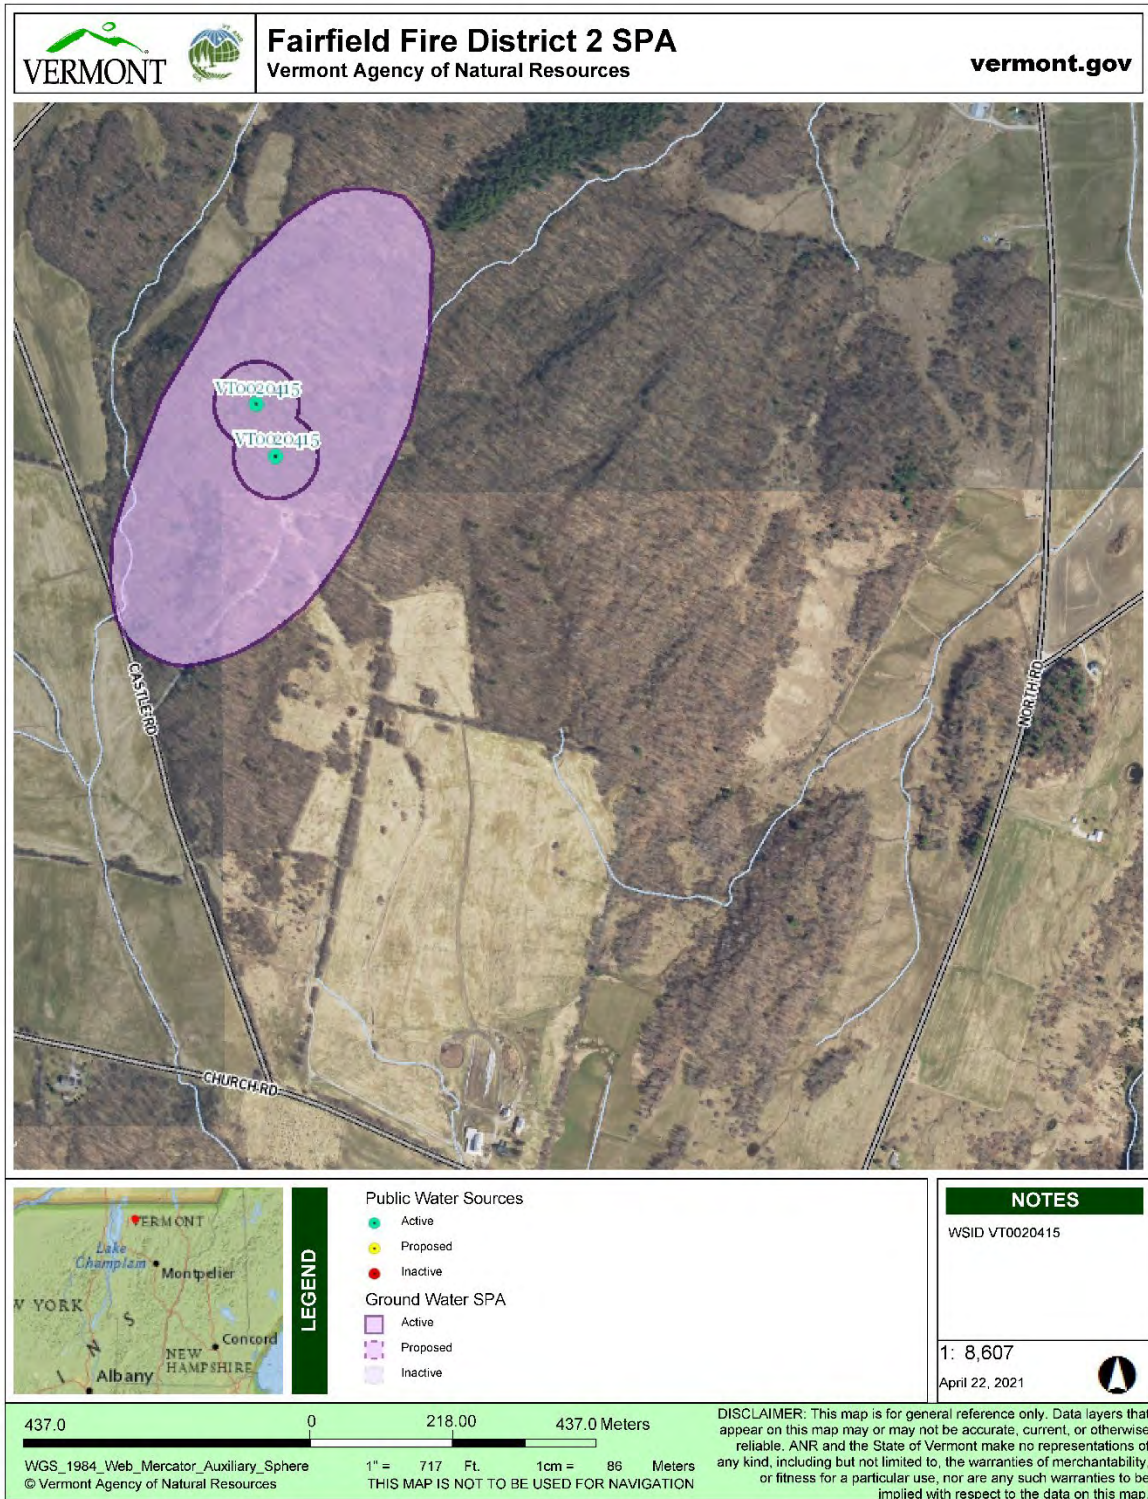 VERMONT
Fairfield Fire District 2 SPA
Vermont Agency of Natural Resources
vermont.gov
VT0020415
VT0020415
CASTLE RD
NORTH RD
CHURCH RD
VERMONT
Lake
Champlain
Montpelier
W YORK
INS
Concord
NEW
HAMPSHIRE
Albany
LEGEND
Public Water Sources
Active
Proposed
Inactive
Ground Water SPA
Active
Proposed
Inactive
NOTES
WSID VT0020415
1: 8,607
April 22, 2021
437.0 0 218.00 437.0 Meters
WGS_1984_Web_Mercator_Auxiliary_Sphere 1" = 717 Ft. 1cm = 86 Meters
© Vermont Agency of Natural Resources THIS MAP IS NOT TO BE USED FOR NAVIGATION
DISCLAIMER: This map is for general reference only. Data layers that
appear on this map may or may not be accurate, current, or otherwise
reliable. ANR and the State of Vermont make no representations of
any kind, including but not limited to, the warranties of merchantability,
or fitness for a particular use, nor are any such warranties to be
implied with respect to the data on this map.